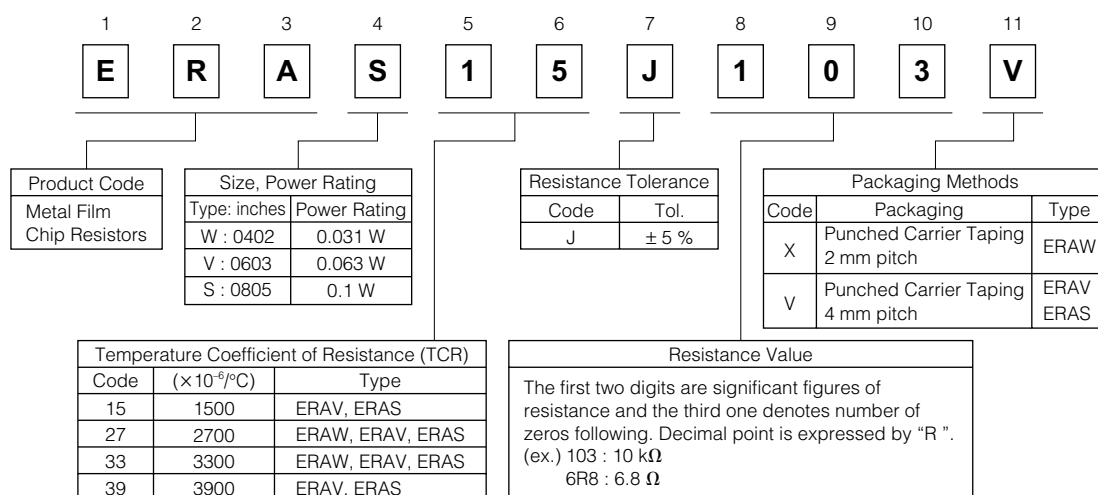 1 2 3 4 5 6 7 8 9 10 11
E R A S 1 5 J 1 0 3 V
Product Code
Metal Film
Chip Resistors
Size, Power Rating
Type: inches Power Rating
W : 0402 0.031 W
V : 0603 0.063 W
S : 0805 0.1 W
Resistance Tolerance
Code Tol.
J ± 5 %
Packaging Methods
Code Packaging Type
X Punched Carrier Taping 2 mm pitch ERAW
V Punched Carrier Taping 4 mm pitch ERAV ERAS
Temperature Coefficient of Resistance (TCR)
Code (×10⁻⁶/°C) Type
15 1500 ERAV, ERAS
27 2700 ERAW, ERAV, ERAS
33 3300 ERAW, ERAV, ERAS
39 3900 ERAV, ERAS
Resistance Value
The first two digits are significant figures of
resistance and the third one denotes number of
zeros following. Decimal point is expressed by “R ”.
(ex.) 103 : 10 kΩ
6R8 : 6.8 Ω